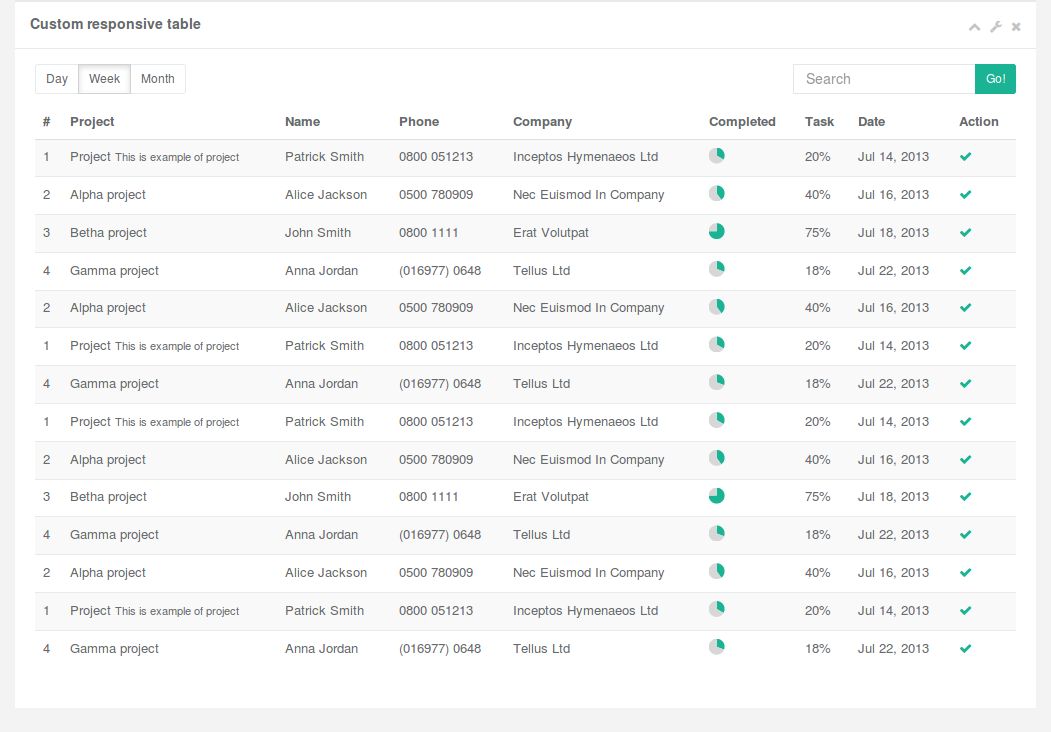 Custom responsive table
Day Week Month Search Go!
# Project Name Phone Company Completed Task Date Action
1 Project This is example of project Patrick Smith 0800 051213 Inceptos Hymenaeos Ltd 20% Jul 14, 2013
2 Alpha project Alice Jackson 0500 780909 Nec Euismod In Company 40% Jul 16, 2013
3 Betha project John Smith 0800 1111 Erat Volutpat 75% Jul 18, 2013
4 Gamma project Anna Jordan (016977) 0648 Tellus Ltd 18% Jul 22, 2013
2 Alpha project Alice Jackson 0500 780909 Nec Euismod In Company 40% Jul 16, 2013
1 Project This is example of project Patrick Smith 0800 051213 Inceptos Hymenaeos Ltd 20% Jul 14, 2013
4 Gamma project Anna Jordan (016977) 0648 Tellus Ltd 18% Jul 22, 2013
1 Project This is example of project Patrick Smith 0800 051213 Inceptos Hymenaeos Ltd 20% Jul 14, 2013
2 Alpha project Alice Jackson 0500 780909 Nec Euismod In Company 40% Jul 16, 2013
3 Betha project John Smith 0800 1111 Erat Volutpat 75% Jul 18, 2013
4 Gamma project Anna Jordan (016977) 0648 Tellus Ltd 18% Jul 22, 2013
2 Alpha project Alice Jackson 0500 780909 Nec Euismod In Company 40% Jul 16, 2013
1 Project This is example of project Patrick Smith 0800 051213 Inceptos Hymenaeos Ltd 20% Jul 14, 2013
4 Gamma project Anna Jordan (016977) 0648 Tellus Ltd 18% Jul 22, 2013